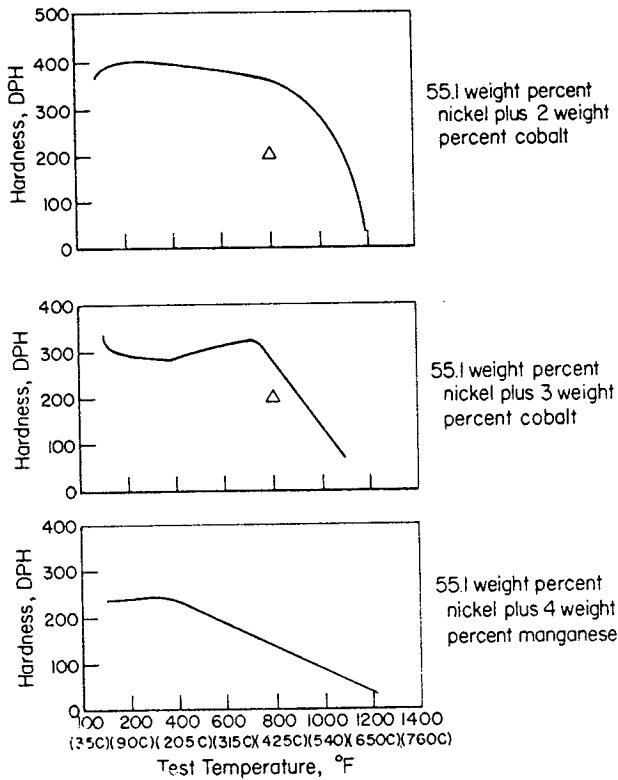 500
400
300
200
100
0
Hardness, DPH
55.1 weight percent
nickel plus 2 weight
percent cobalt
400
300
200
100
0
Hardness, DPH
55.1 weight percent
nickel plus 3 weight
percent cobalt
400
300
200
100
0
Hardness, DPH
55.1 weight percent
nickel plus 4 weight
percent manganese
100 200 400 600 800 1000 1200 1400
(35C)(90C)(205C)(315C)(425C)(540)(650C)(760C)
Test Temperature, °F